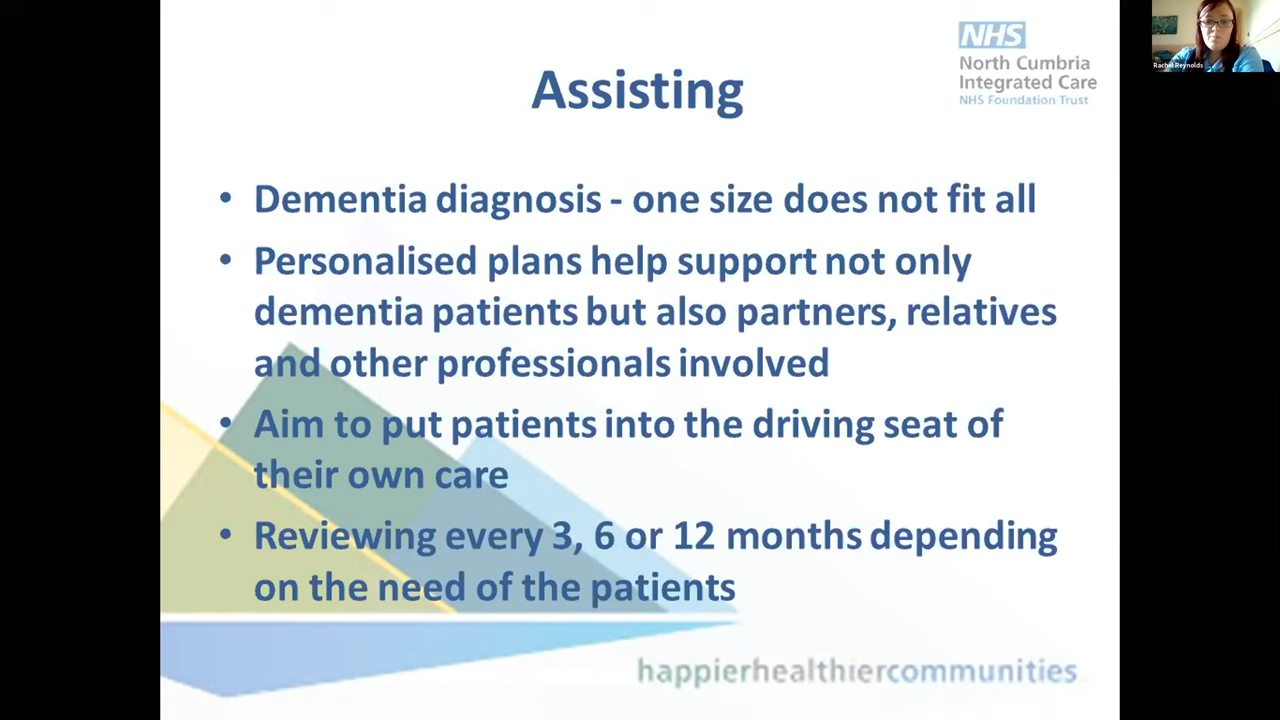 NHS
North Cumbria
Integrated Care
NHS Foundation Trust
Rachel Reynolds
Assisting
• Dementia diagnosis - one size does not fit all
• Personalised plans help support not only
dementia patients but also partners, relatives
and other professionals involved
• Aim to put patients into the driving seat of
their own care
• Reviewing every 3, 6 or 12 months depending
on the need of the patients
happierhealthiercommunities